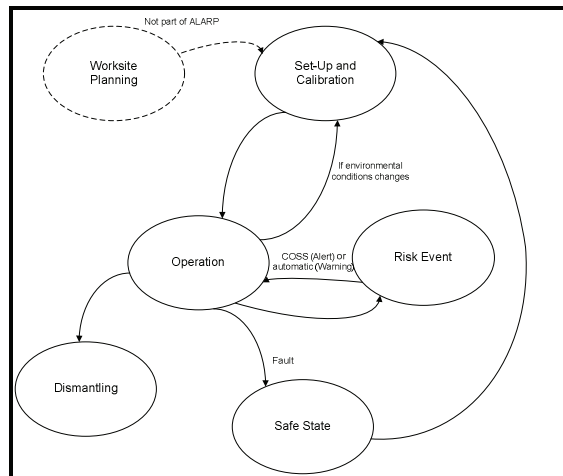 Not part of ALARP
Worksite
Planning
Set-Up and
Calibration
If environmental
conditions changes
Operation
COSS (Alert) or
automatic (Warning)
Risk Event
Fault
Dismantling
Safe State